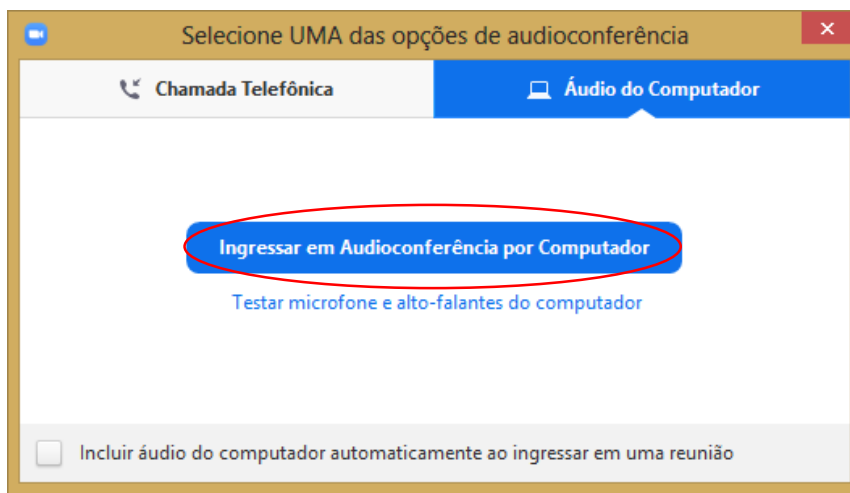 Selecione UMA das opções de audioconferência
Chamada Telefônica
Áudio do Computador
Ingressar em Audioconferência por Computador
Testar microfone e alto-falantes do computador
Incluir áudio do computador automaticamente ao ingressar em uma reunião